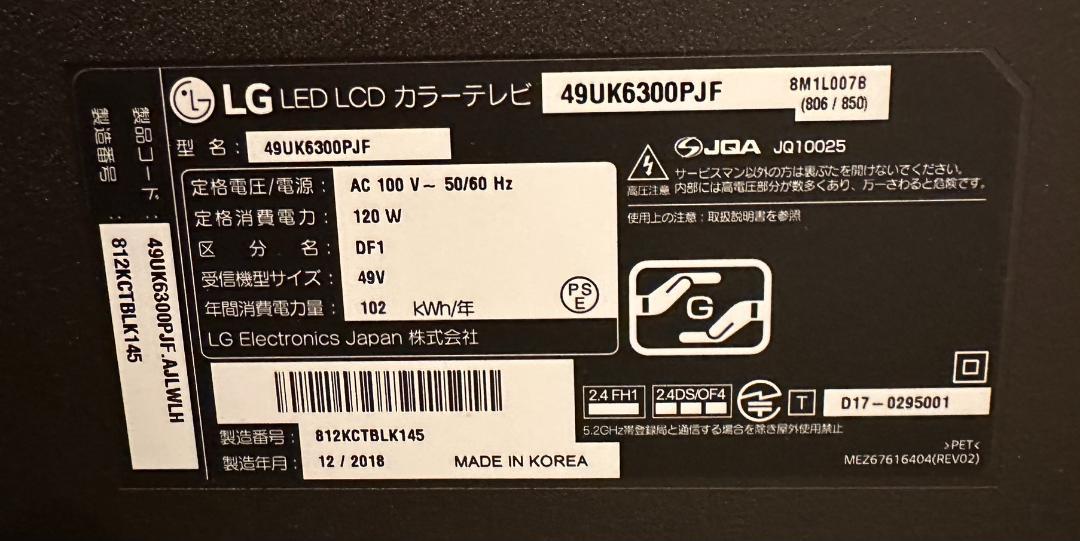 LG LED LCD カラーテレビ 49UK6300PJF 8M1L007B
(806 / 850)
型 名 : 49UK6300PJF
定格電圧/電源 : AC 100 V~ 50/60 Hz
定格消費電力 : 120 W
区 分 名 : DF1
受信機型サイズ : 49V
年間消費電力量 : 102 kWh/年
PS
E
LG Electronics Japan 株式会社
JQA JQ10025
高圧注意
サービスマン以外の方は裏ぶたを開けないでください。
内部には高電圧部分が数多くあり、万一さわると危険です。
使用上の注意 : 取扱説明書を参照
G
製品コード : 49UK6300PJF.AJLWLH
製造番号 : 812KCTBLK145
製造番号 : 812KCTBLK145
製造年月 : 12 / 2018 MADE IN KOREA
2.4 FH1 2.4DS/OF4 T D17-0295001
5.2GHz帯登録局と通信する場合を除き屋外使用禁止
>PET<
MEZ67616404(REV02)